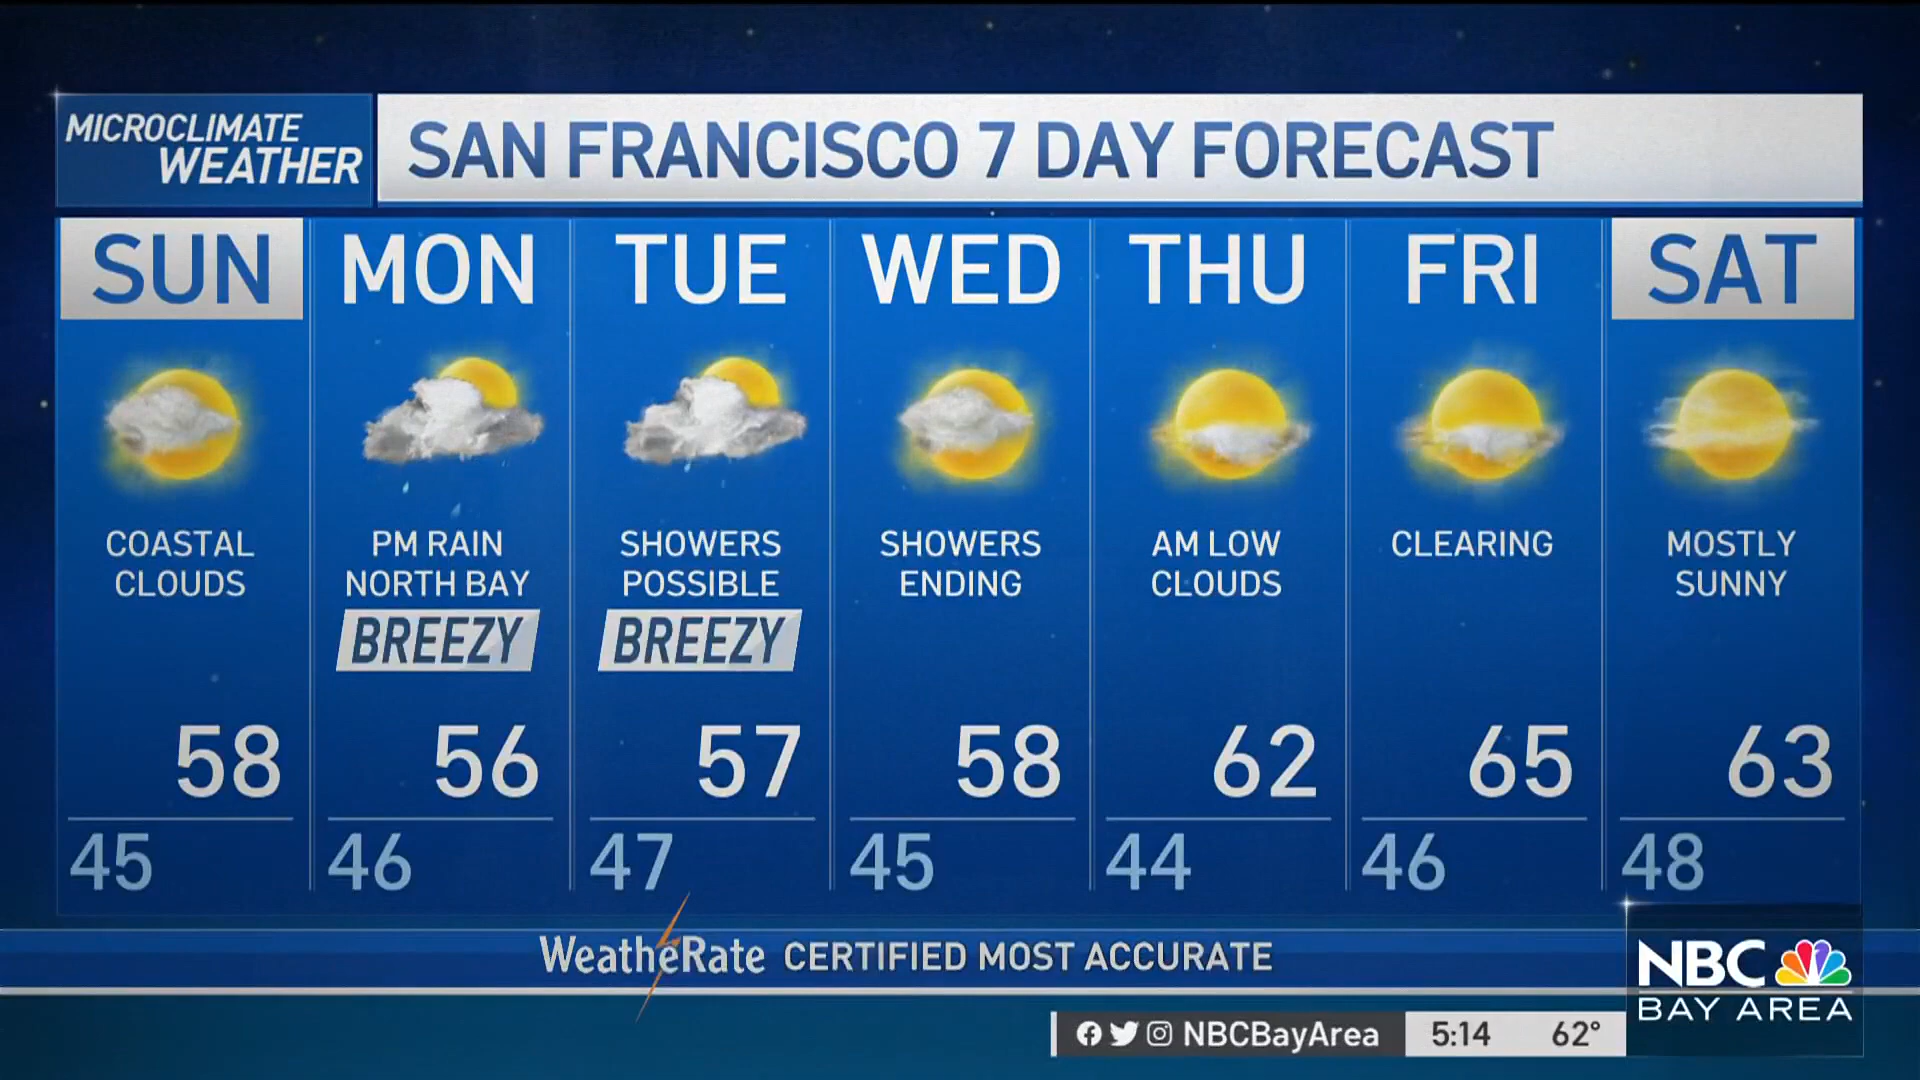 MICROCLIMATE
WEATHER
SAN FRANCISCO 7 DAY FORECAST
SUN
COASTAL
CLOUDS
58
45
MON
PM RAIN
NORTH BAY
BREEZY
56
46
TUE
SHOWERS
POSSIBLE
BREEZY
57
47
WED
SHOWERS
ENDING
58
45
THU
AM LOW
CLOUDS
62
44
FRI
CLEARING
65
46
SAT
MOSTLY
SUNNY
63
48
WeatheRate CERTIFIED MOST ACCURATE
NBC
BAY AREA
NBCBayArea
5:14 62°